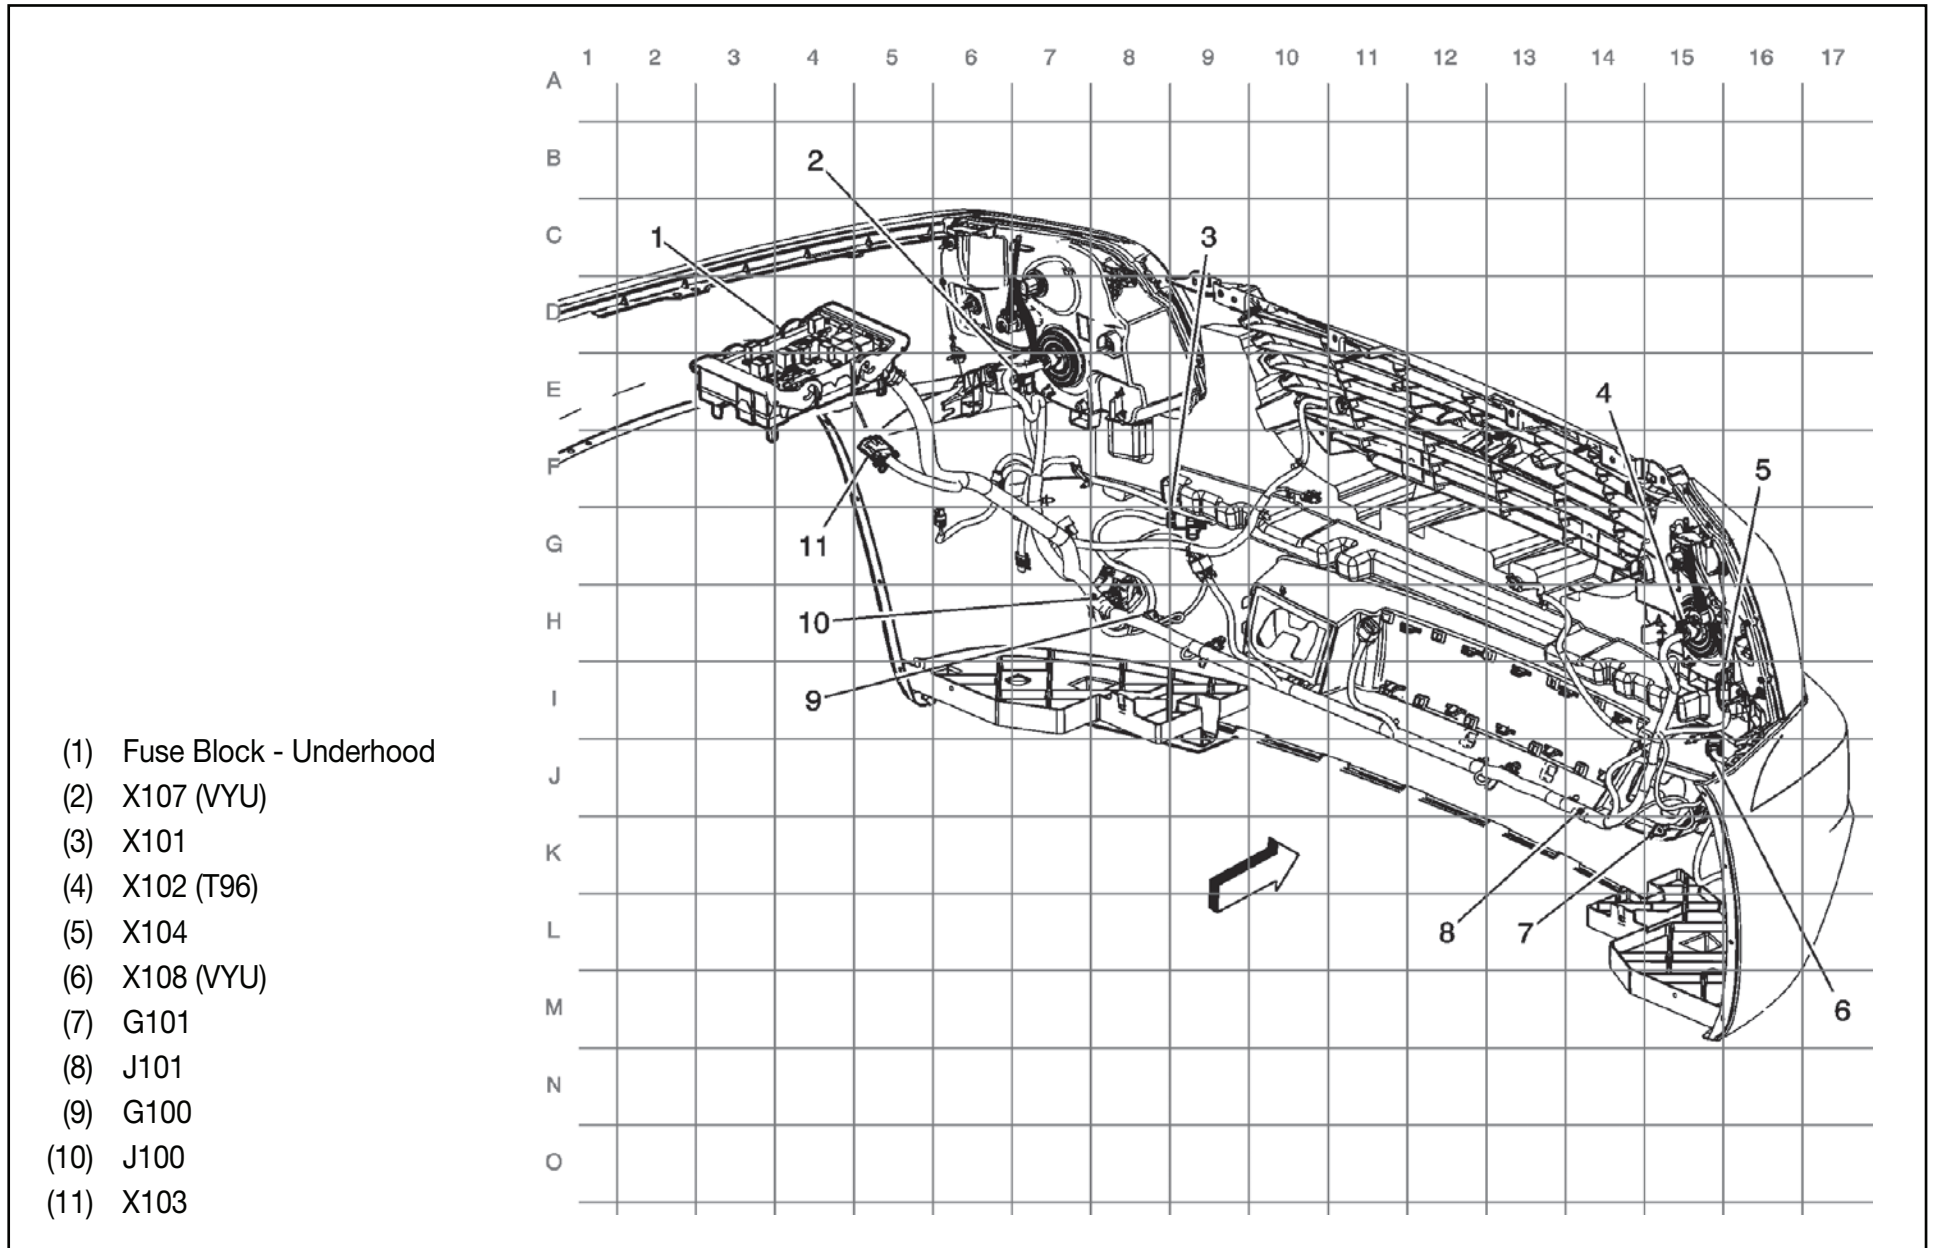 1 2 3 4 5 6 7 8 9 10 11 12 13 14 15 16 17
A
B
2
C
1
3
D
E
4
F
5
G
11
H
10
I
9
(1) Fuse Block - Underhood
J
(2) X107 (VYU)
(3) X101
K
(4) X102 (T96)
(5) X104
L
8
7
(6) X108 (VYU)
M
6
(7) G101
(8) J101
N
(9) G100
(10) J100
O
(11) X103